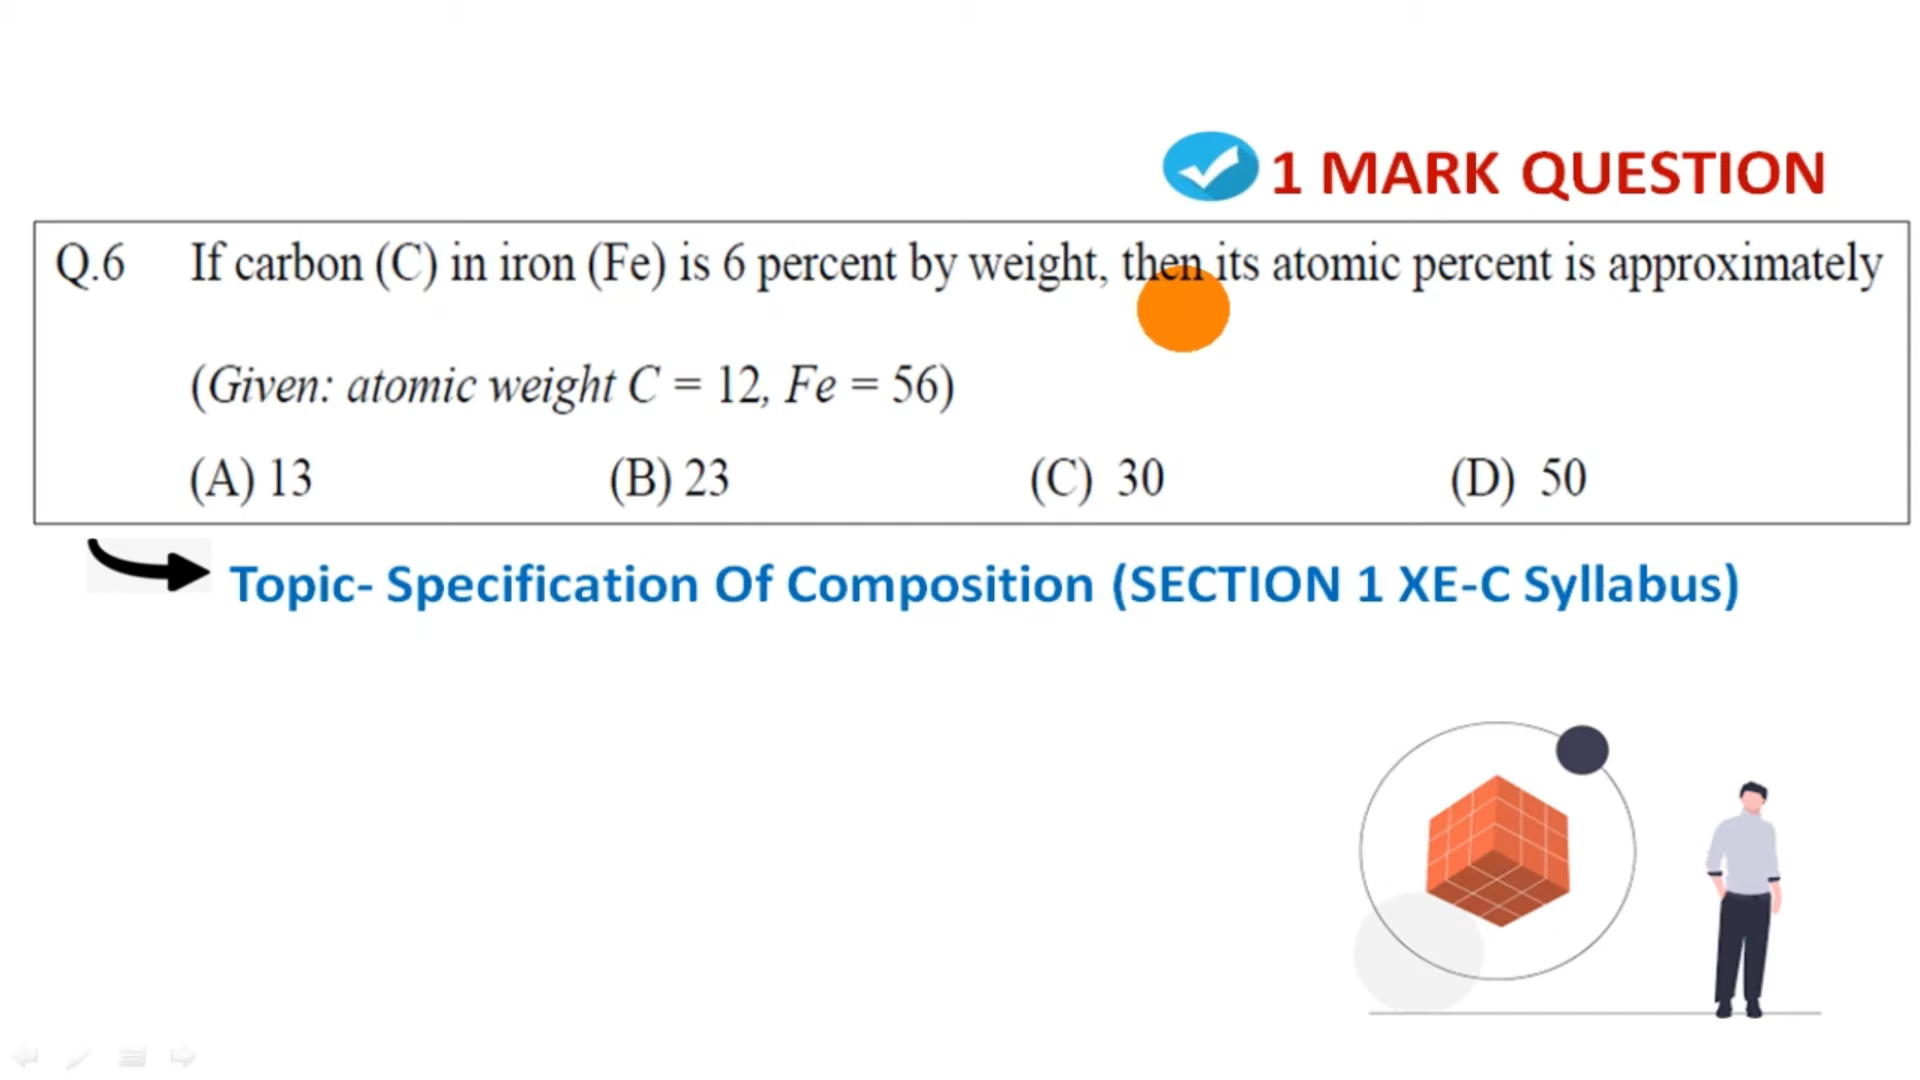 1 MARK QUESTION
Q.6 If carbon (C) in iron (Fe) is 6 percent by weight, then its atomic percent is approximately
(Given: atomic weight C = 12, Fe = 56)
(A) 13 (B) 23 (C) 30 (D) 50
Topic- Specification Of Composition (SECTION 1 XE-C Syllabus)